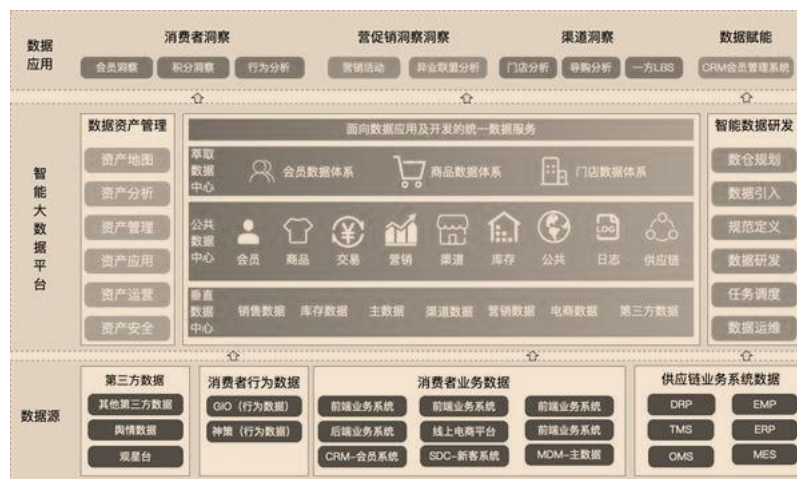 数据应用
消费者洞察
会员洞察
积分洞察
行为分析
营促销洞察洞察
营销活动
异业联盟分析
渠道洞察
门店分析
导购分析
一方LBS
数据赋能
CRM会员管理系统
智能大数据平台
数据资产管理
资产地图
资产分析
资产管理
资产应用
资产运营
资产安全
面向数据应用及开发的统一数据服务
萃取数据中心
会员数据体系
商品数据体系
门店数据体系
公共数据中心
会员
商品
交易
营销
渠道
库存
公共
LOG
日志
供应链
垂直数据中心
销售数据
库存数据
主数据
渠道数据
营销数据
电商数据
第三方数据
智能数据研发
数仓规划
数据引入
规范定义
数据研发
任务调度
数据运维
数据源
第三方数据
其他第三方数据
舆情数据
观星台
消费者行为数据
GIO（行为数据）
神策（行为数据）
消费者业务数据
前端业务系统
前端业务系统
前端业务系统
后端业务系统
线上电商平台
前端业务系统
CRM-会员系统
SDC-新客系统
MDM-主数据
供应链业务系统数据
DRP
EMP
TMS
ERP
OMS
MES